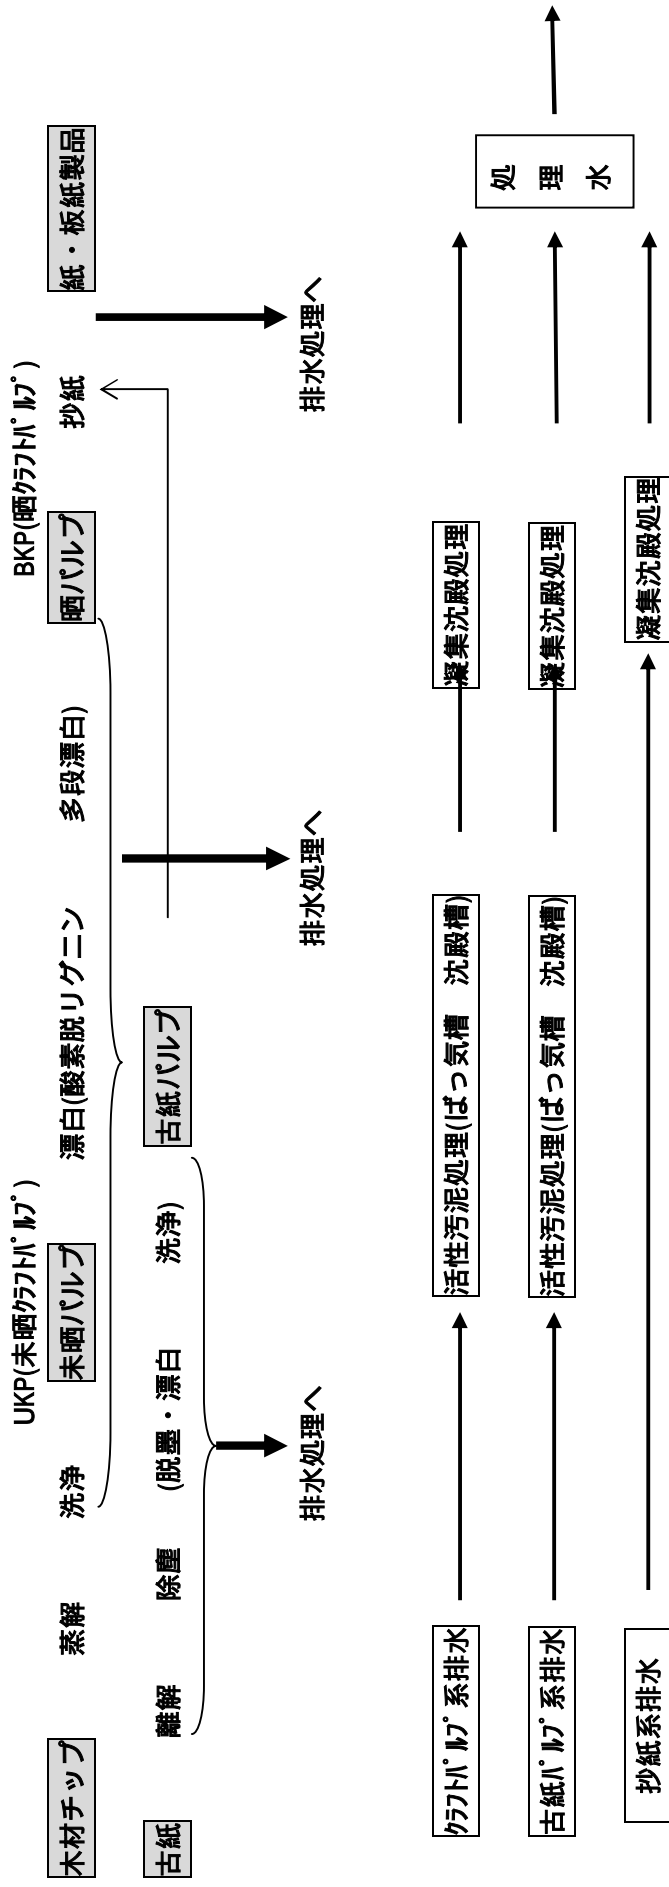 UKP(未晒ｸﾗﾌﾄﾊﾟﾙﾌﾟ)
BKP(晒ｸﾗﾌﾄﾊﾟﾙﾌﾟ)
木材チップ
蒸解
洗浄
未晒パルプ
漂白(酸素脱リグニン
多段漂白)
晒パルプ
抄紙
紙・板紙製品
古紙
離解
除塵
(脱墨・漂白
洗浄)
古紙パルプ
排水処理へ
排水処理へ
排水処理へ
ｸﾗﾌﾄﾊﾟﾙﾌﾟ系排水
活性汚泥処理(ばっ気槽　沈殿槽)
凝集沈殿処理
古紙ﾊﾟﾙﾌﾟ系排水
活性汚泥処理(ばっ気槽　沈殿槽)
凝集沈殿処理
抄紙系排水
凝集沈殿処理
処理水